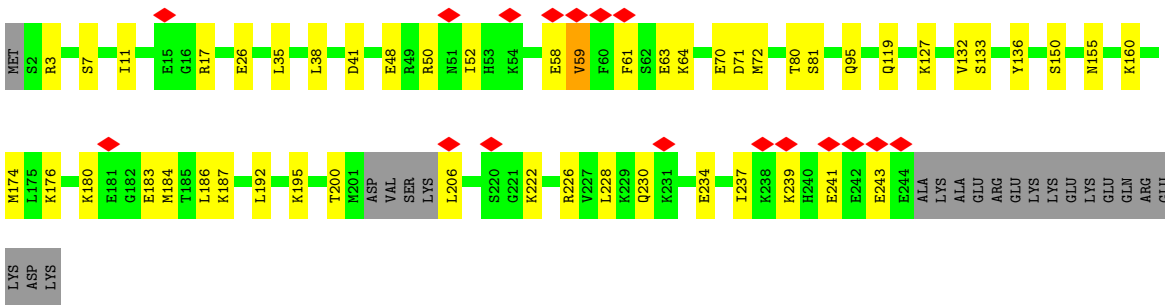 MET S2 R3 S7 I11 E15 G16 R17 E26 L35 L38 D41 E48 R49 R50 N51 I52 H53 K54 E58 V59 F60 F61 S62 E63 K64 E70 D71 M72 T80 S81 Q95 Q119 K127 V132 S133 Y136 S150 N155 K160
M174 L175 K176 K180 E181 G182 E183 M184 T185 L186 K187 L192 K195 T200 M201 ASP VAL SER LYS L206 S220 G221 K222 R226 V227 L228 K229 Q230 K231 E234 I237 K238 K239 H240 E241 E242 E243 E244 ALA LYS ALA GLU ARG GLU LYS LYS GLU LYS GLU GLN ARG GLU
LYS ASP LYS